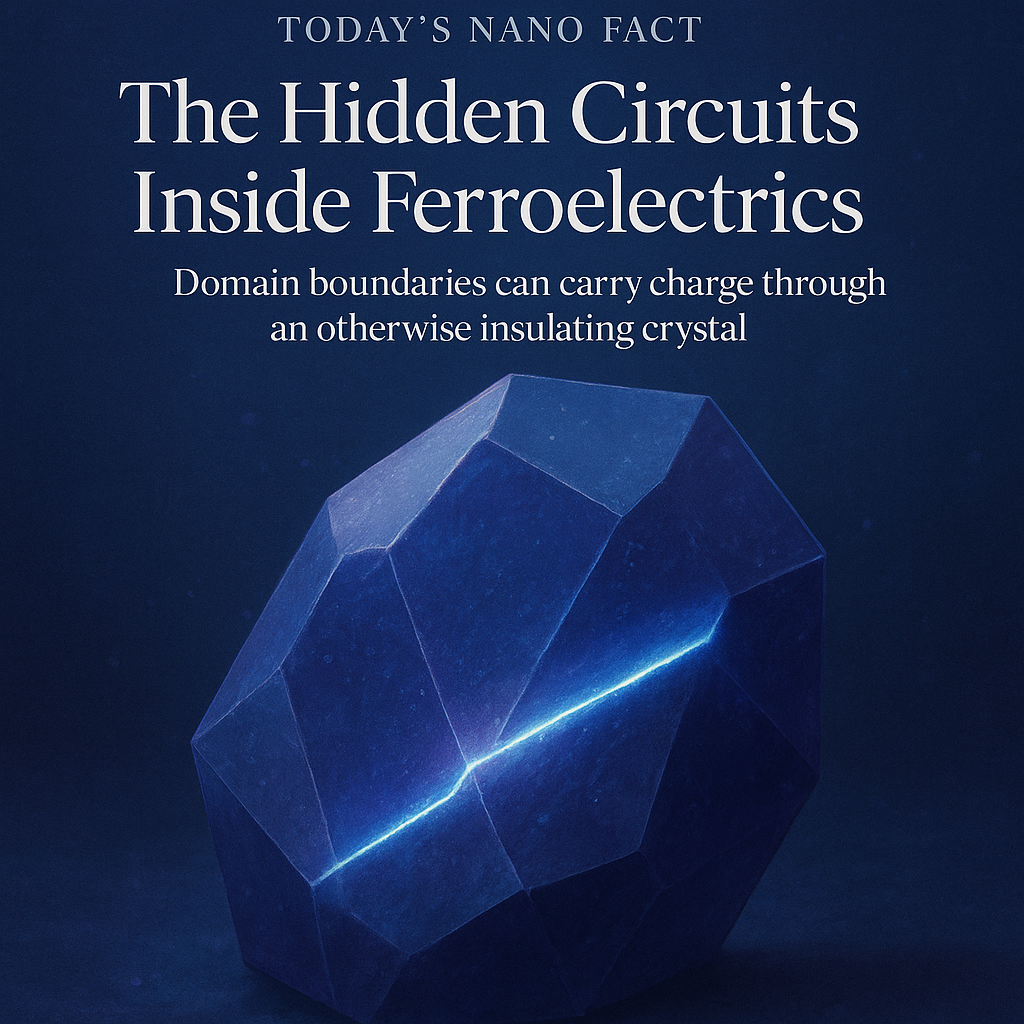 TODAY’S NANO FACT
The Hidden Circuits
Inside Ferroelectrics
Domain boundaries can carry charge through
an otherwise insulating crystal